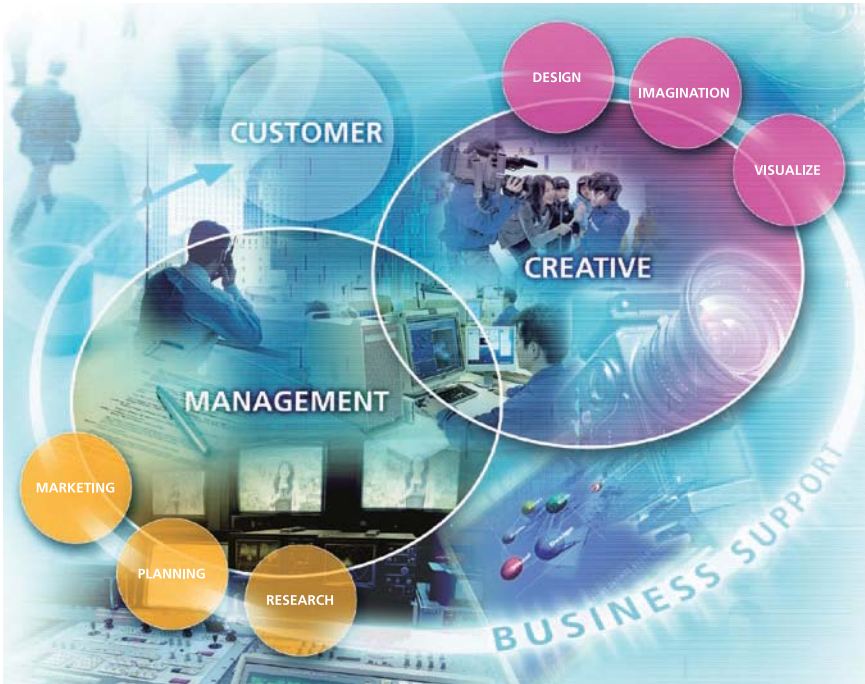 DESIGN
IMAGINATION
VISUALIZE
CUSTOMER
CREATIVE
MANAGEMENT
MARKETING
PLANNING
RESEARCH
BUSINESS SUPPORT